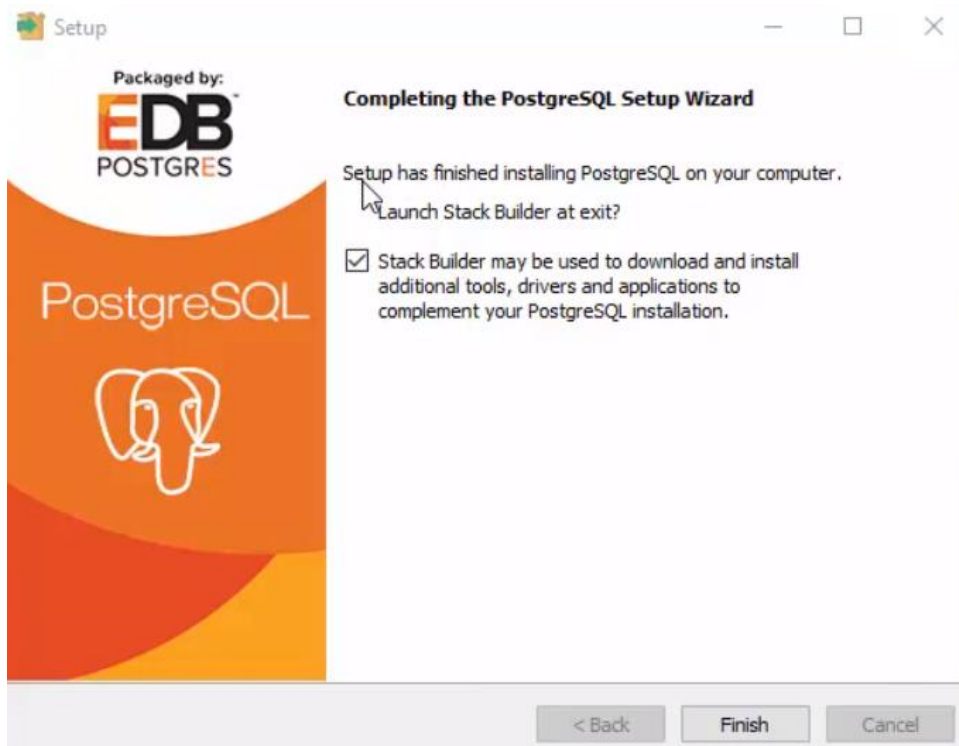 Setup
Packaged by:
EDB™
POSTGRES
PostgreSQL
Completing the PostgreSQL Setup Wizard
Setup has finished installing PostgreSQL on your computer.
Launch Stack Builder at exit?
Stack Builder may be used to download and install
additional tools, drivers and applications to
complement your PostgreSQL installation.
< Back
Finish
Cancel